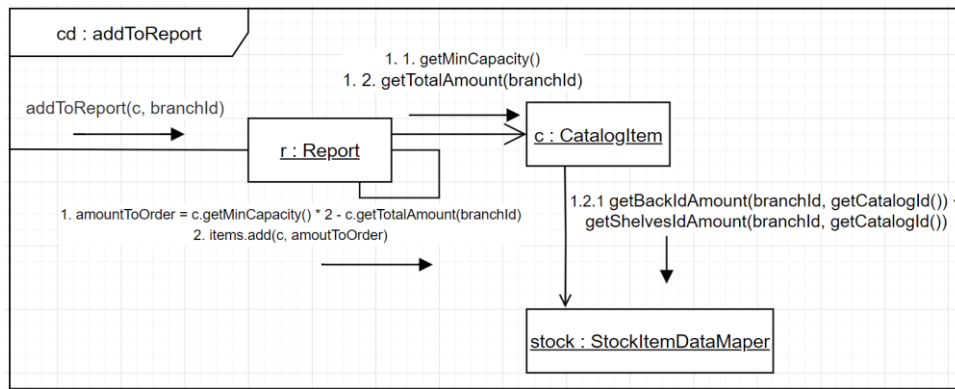 cd : addToReport
1. 1. getMinCapacity()
1. 2. getTotalAmount(branchId)
addToReport(c, branchId)
c : CatalogItem
r : Report
1. amountToOrder = c.getMinCapacity() * 2 - c.getTotalAmount(branchId)
2. items.add(c, amoutToOrder)
1.2.1 getBackIdAmount(branchId, getCatalogId()) +
getShelvesIdAmount(branchId, getCatalogId())
stock : StockItemDataMaper